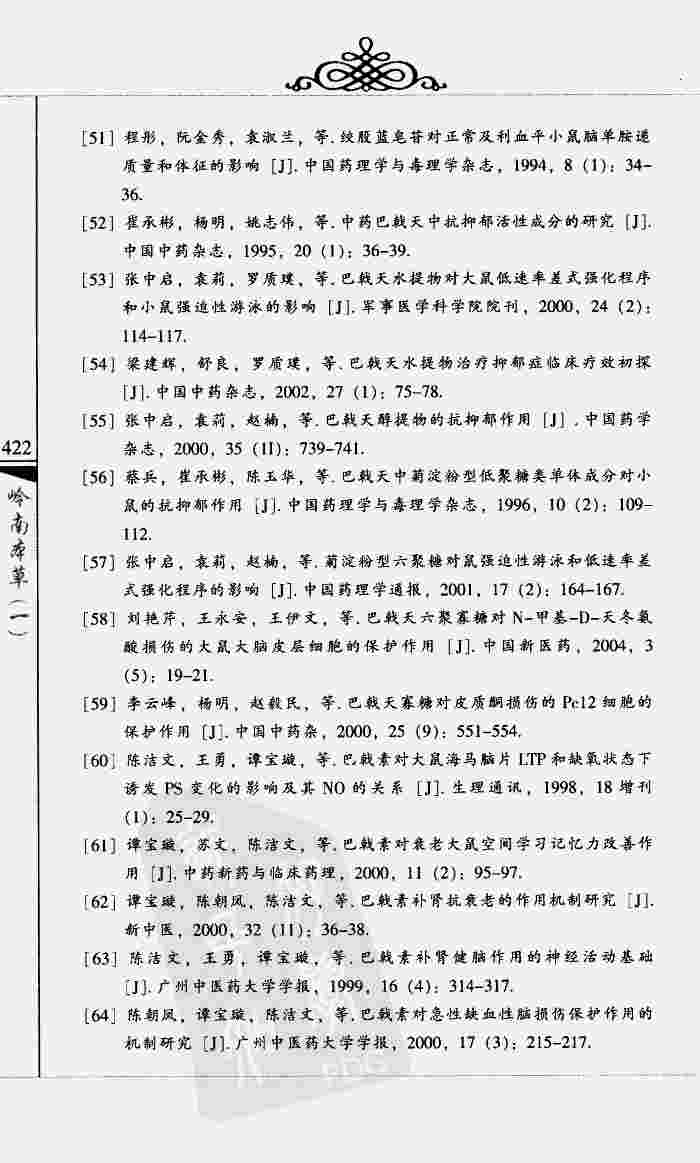 [51] 程彤，阮金秀，袁淑兰，等. 绞股蓝皂苷对正常及利血平小鼠脑单胺递
质量和体征的影响 [J]. 中国药理学与毒理学杂志，1994，8（1）：34-
36.
[52] 崔承彬，杨明，姚志伟，等. 中药巴戟天中抗抑郁活性成分的研究 [J].
中国中药杂志，1995，20（1）：36-39.
[53] 张中启，袁莉，罗质璞，等. 巴戟天水提物对大鼠低速率差式强化程序
和小鼠强迫性游泳的影响 [J]. 军事医学科学院院刊，2000，24（2）：
114-117.
[54] 梁建辉，舒良，罗质璞，等. 巴戟天水提物治疗抑郁症临床疗效初探
[J]. 中国中药杂志，2002，27（1）：75-78.
[55] 张中启，袁莉，赵楠，等. 巴戟天醇提物的抗抑郁作用 [J] . 中国药学
杂志，2000，35（11）：739-741.
[56] 蔡兵，崔承彬，陈玉华，等. 巴戟天中菊淀粉型低聚糖类单体成分对小
鼠的抗抑郁作用 [J]. 中国药理学与毒理学杂志，1996，10（2）：109-
112.
[57] 张中启，袁莉，赵楠，等. 菊淀粉型六聚糖对鼠强迫性游泳和低速率差
式强化程序的影响 [J]. 中国药理学通报，2001，17（2）：164-167.
[58] 刘艳芹，王永安，王伊文，等. 巴戟天六聚寡糖对 N-甲基-D-天冬氨
酸损伤的大鼠大脑皮层细胞的保护作用 [J]. 中国新医药，2004，3
（5）：19-21.
[59] 李云峰，杨明，赵毅民，等. 巴戟天寡糖对皮质酮损伤的 Pc12 细胞的
保护作用 [J]. 中国中药杂，2000，25（9）：551-554.
[60] 陈洁文，王勇，谭宝璇，等. 巴戟素对大鼠海马脑片 LTP 和缺氧状态下
诱发 PS 变化的影响及其 NO 的关系 [J]. 生理通讯，1998，18 增刊
（1）：25-29.
[61] 谭宝璇，苏文，陈洁文，等. 巴戟素对衰老大鼠空间学习记忆力改善作
用 [J]. 中药新药与临床药理，2000，11（2）：95-97.
[62] 谭宝璇，陈朝凤，陈洁文，等. 巴戟素补肾抗衰老的作用机制研究 [J].
新中医，2000，32（11）：36-38.
[63] 陈洁文，王勇，谭宝璇，等. 巴戟素补肾健脑作用的神经活动基础
[J]. 广州中医药大学学报，1999，16（4）：314-317.
[64] 陈朝凤，谭宝璇，陈洁文，等. 巴戟素对急性缺血性脑损伤保护作用的
机制研究 [J]. 广州中医药大学学报，2000，17（3）：215-217.
422
岭南本草（一）
PDG